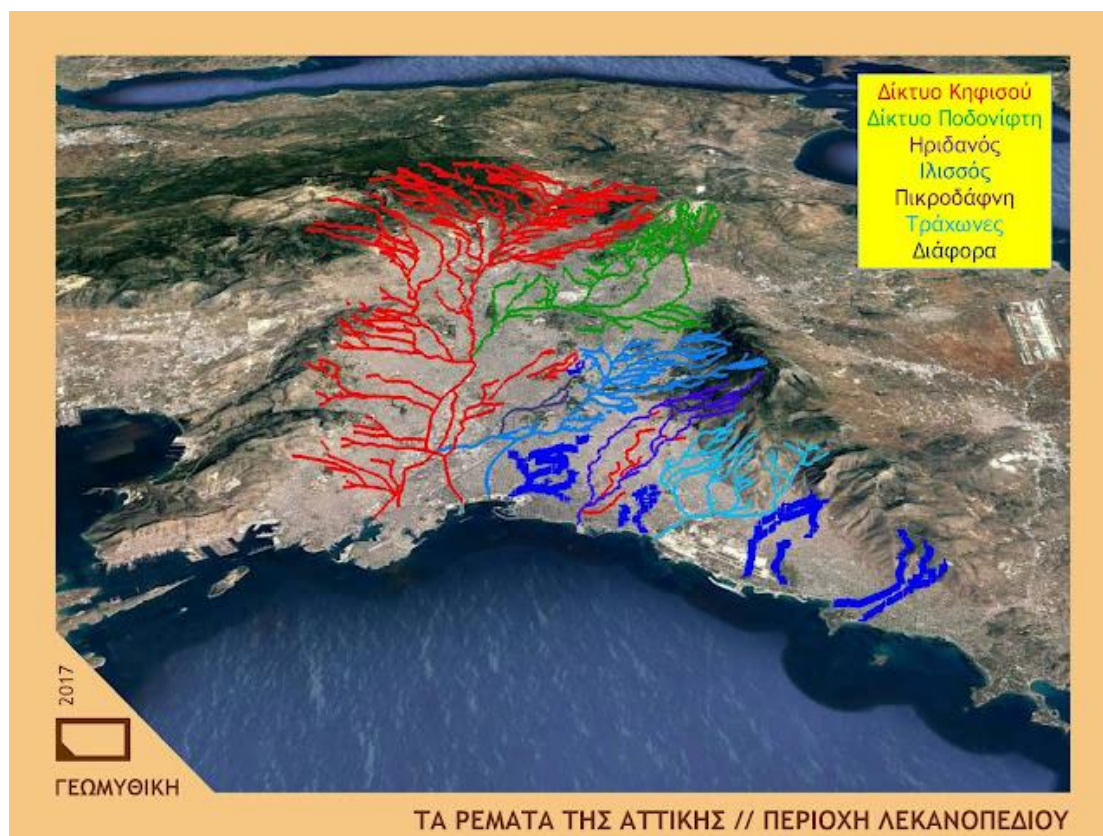 Δίκτυο Κηφισού
Δίκτυο Ποδονίφτη
Ηριδανός
Ιλισσός
Πικροδάφνη
Τράχωνες
Διάφορα
2017
ΓΕΩΜΥΘΙΚΗ
ΤΑ ΡΕΜΑΤΑ ΤΗΣ ΑΤΤΙΚΗΣ // ΠΕΡΙΟΧΗ ΛΕΚΑΝΟΠΕΔΙΟΥ